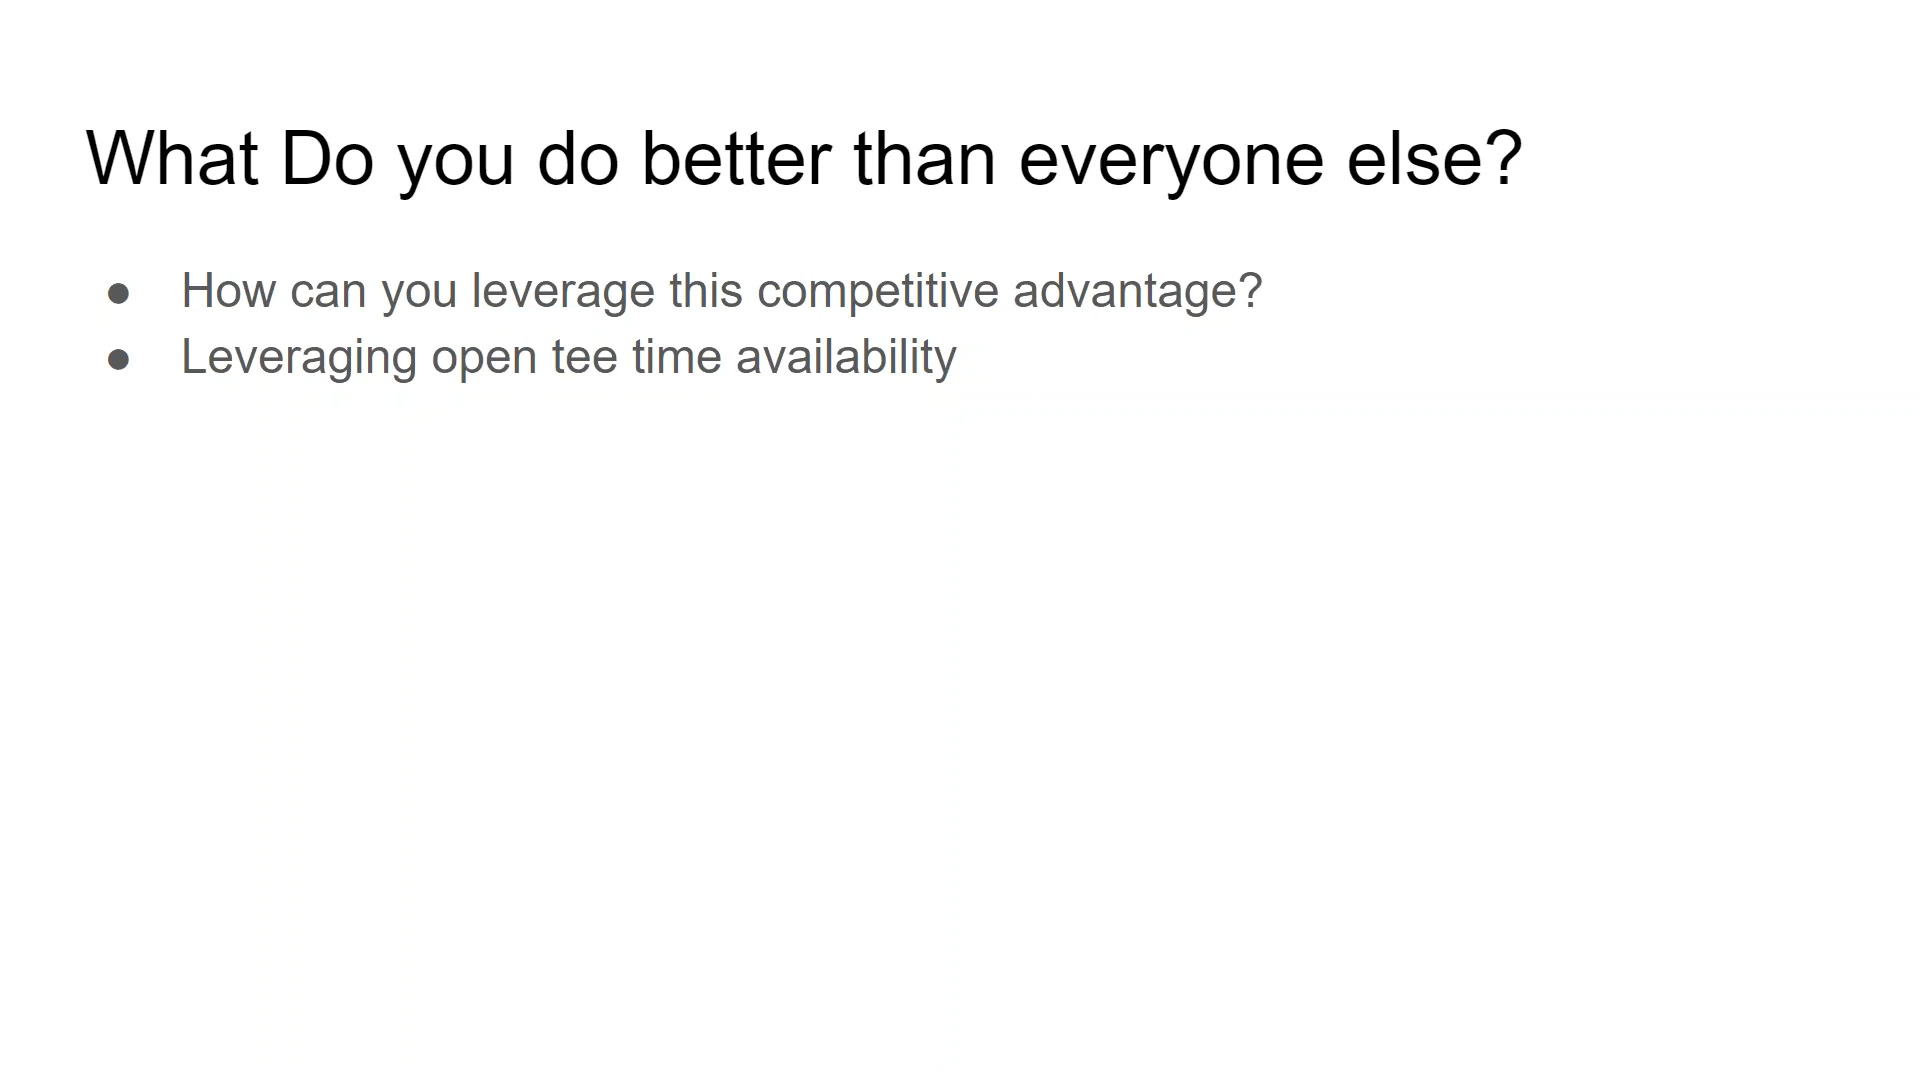 What Do you do better than everyone else?
● How can you leverage this competitive advantage?
● Leveraging open tee time availability